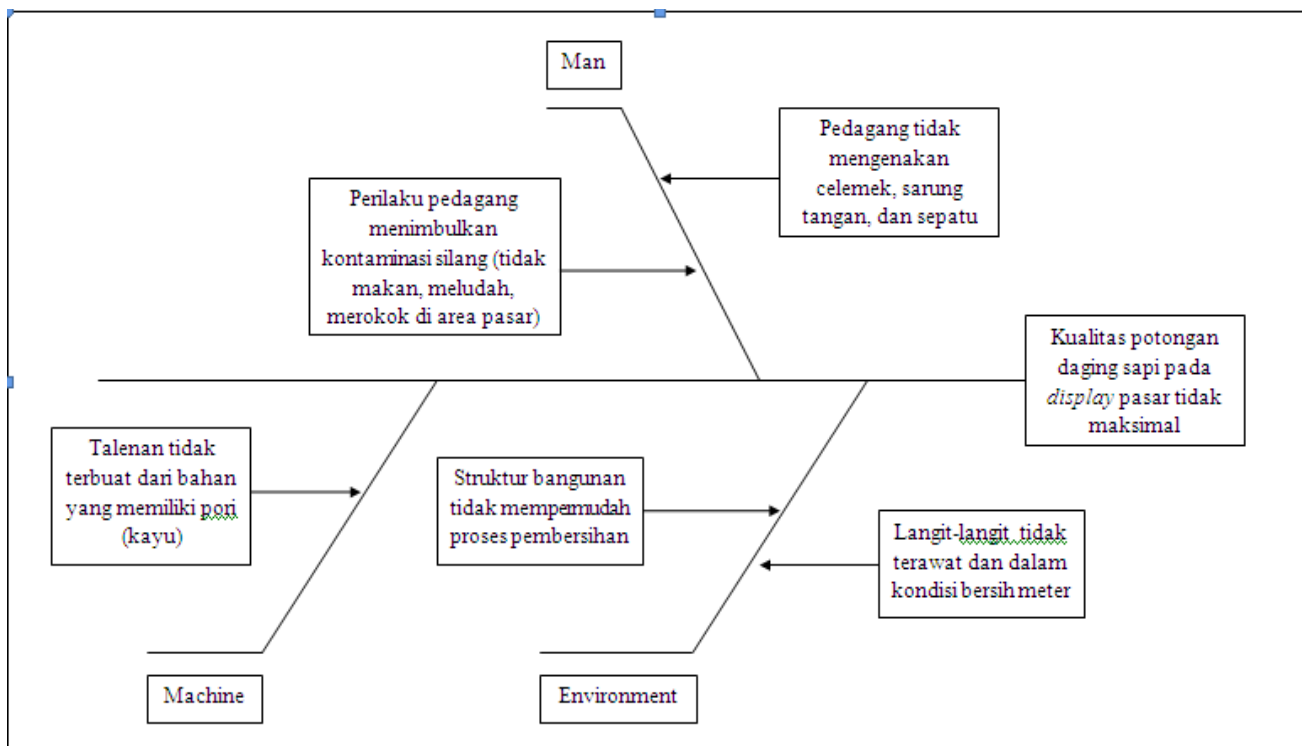 Man
Pedagang tidak
mengenakan
celemek, sarung
tangan, dan sepatu
Perilaku pedagang
menimbulkan
kontaminasi silang (tidak
makan, meludah,
merokok di area pasar)
Kualitas potongan
daging sapi pada
display pasar tidak
maksimal
Talenan tidak
terbuat dari bahan
yang memiliki pori
(kayu)
Struktur bangunan
tidak mempermudah
proses pembersihan
Langit-langit tidak
terawat dan dalam
kondisi bersih meter
Machine
Environment